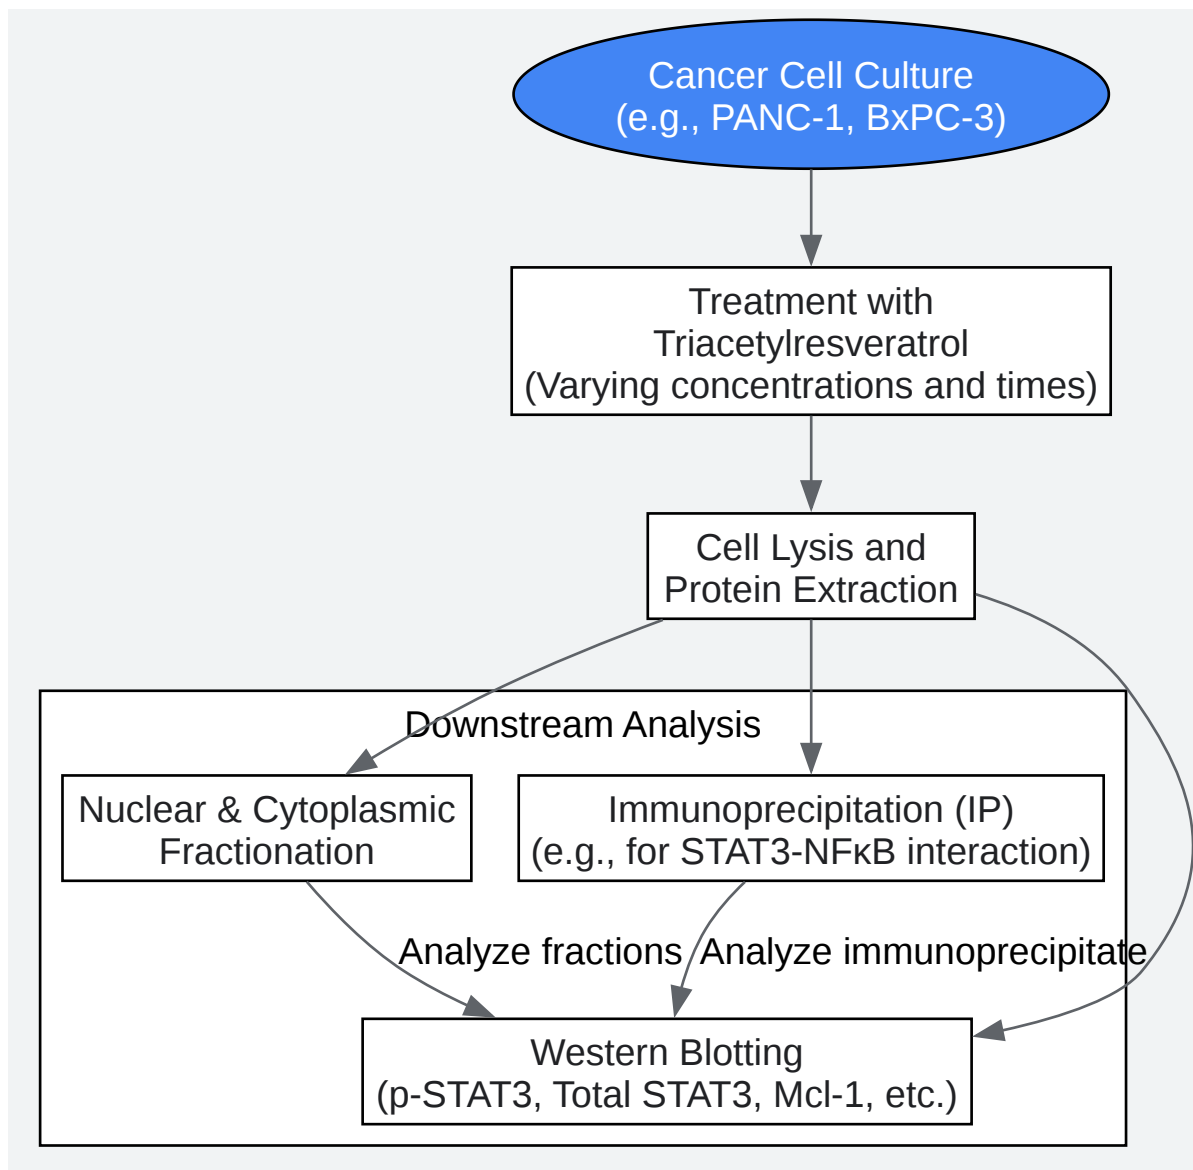 Cancer Cell Culture
(e.g., PANC-1, BxPC-3)
Treatment with
Triacetylresveratrol
(Varying concentrations and times)
Cell Lysis and
Protein Extraction
Downstream Analysis
Nuclear & Cytoplasmic
Fractionation
Immunoprecipitation (IP)
(e.g., for STAT3-NFκB interaction)
Analyze fractions
Analyze immunoprecipitate
Western Blotting
(p-STAT3, Total STAT3, Mcl-1, etc.)